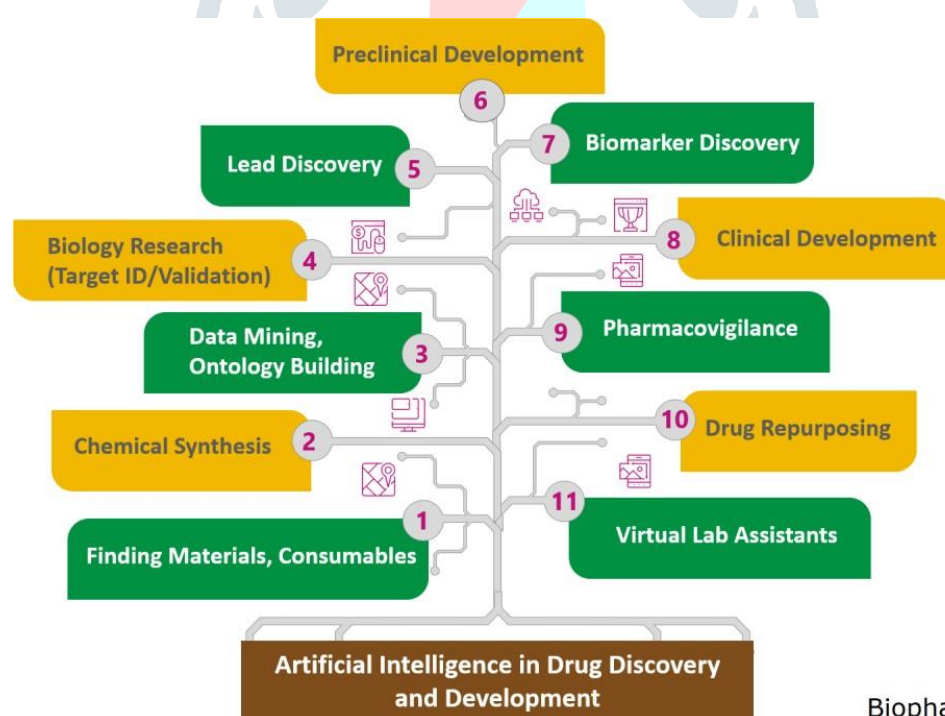 Preclinical Development
6
7
Biomarker Discovery
Lead Discovery
5
Biology Research
(Target ID/Validation)
4
8
Clinical Development
Data Mining,
Ontology Building
3
9
Pharmacovigilance
Chemical Synthesis
2
10
Drug Repurposing
1
Finding Materials, Consumables
11
Virtual Lab Assistants
Artificial Intelligence in Drug Discovery
and Development
Biopha